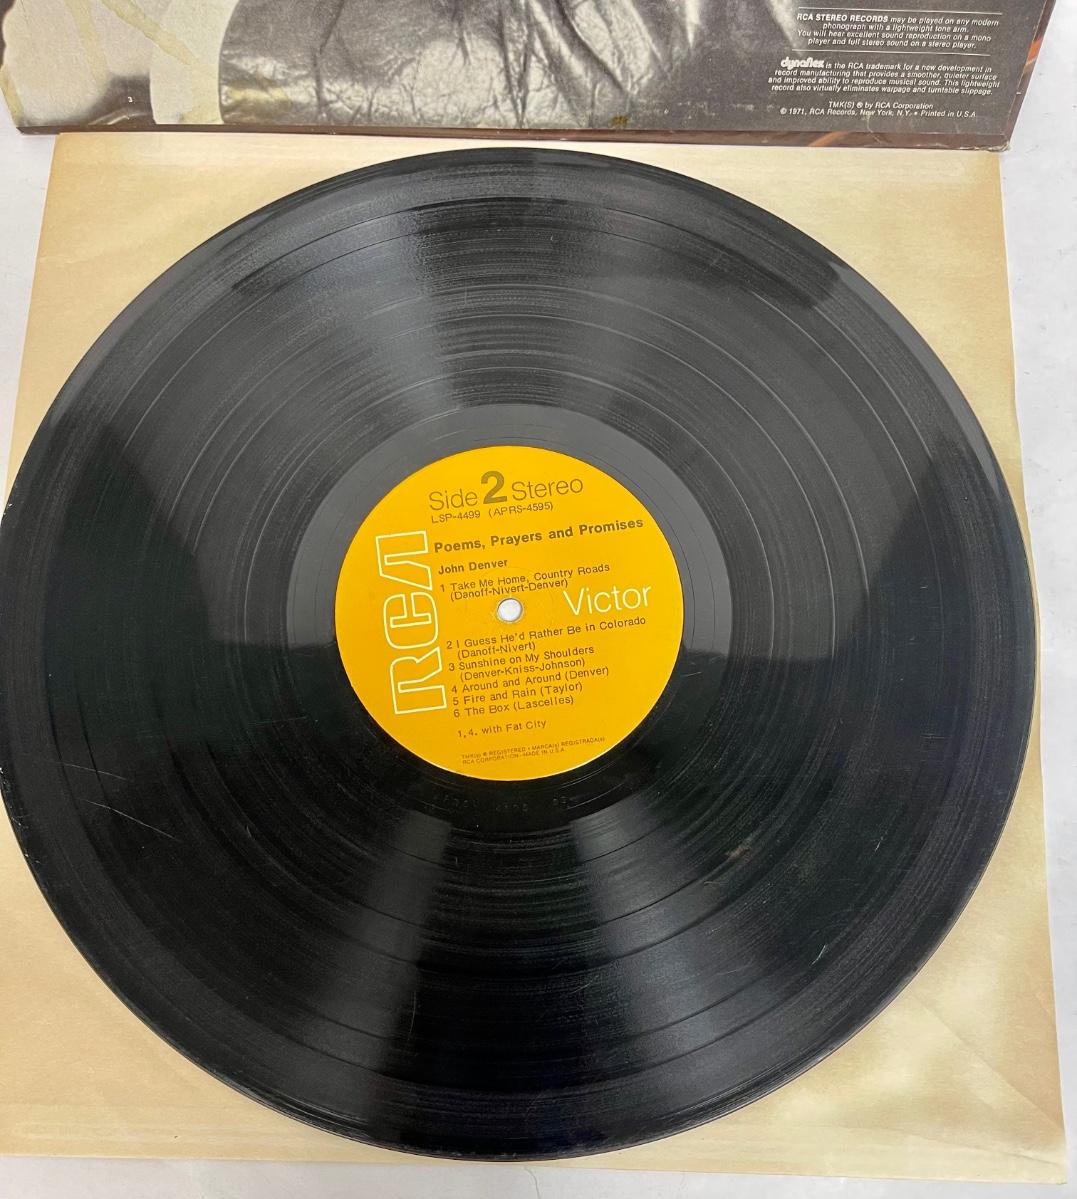 RCA STEREO RECORDS may be played on any modern
phonograph with a lightweight tone arm.
You will hear excellent sound reproduction on a mono
player and full stereo sound on a stereo player.
dynaflex is the RCA trademark for a new development in
record manufacturing that provides a smoother, quieter surface
and improved ability to reproduce musical sound. This lightweight
record also virtually eliminates warpage and turntable slippage.
TMK(S) ® by RCA Corporation
© 1971, RCA Records, New York, N.Y. • Printed in U.S.A.
3
Side 2 Stereo
LSP-4499 (APRS-4595)
RCA
Poems, Prayers and Promises
John Denver
1 Take Me Home, Country Roads
(Danoff-Nivert-Denver)
Victor
2 I Guess He'd Rather Be in Colorado
(Danoff-Nivert)
3 Sunshine on My Shoulders
(Denver-Kniss-Johnson)
4 Around and Around (Denver)
5 Fire and Rain (Taylor)
6 The Box (Lascelles)
1,4. with Fat City
TMK(s) ® REGISTERED • MARCA(s) REGISTRADA(s)
RCA CORPORATION—MADE IN U.S.A.